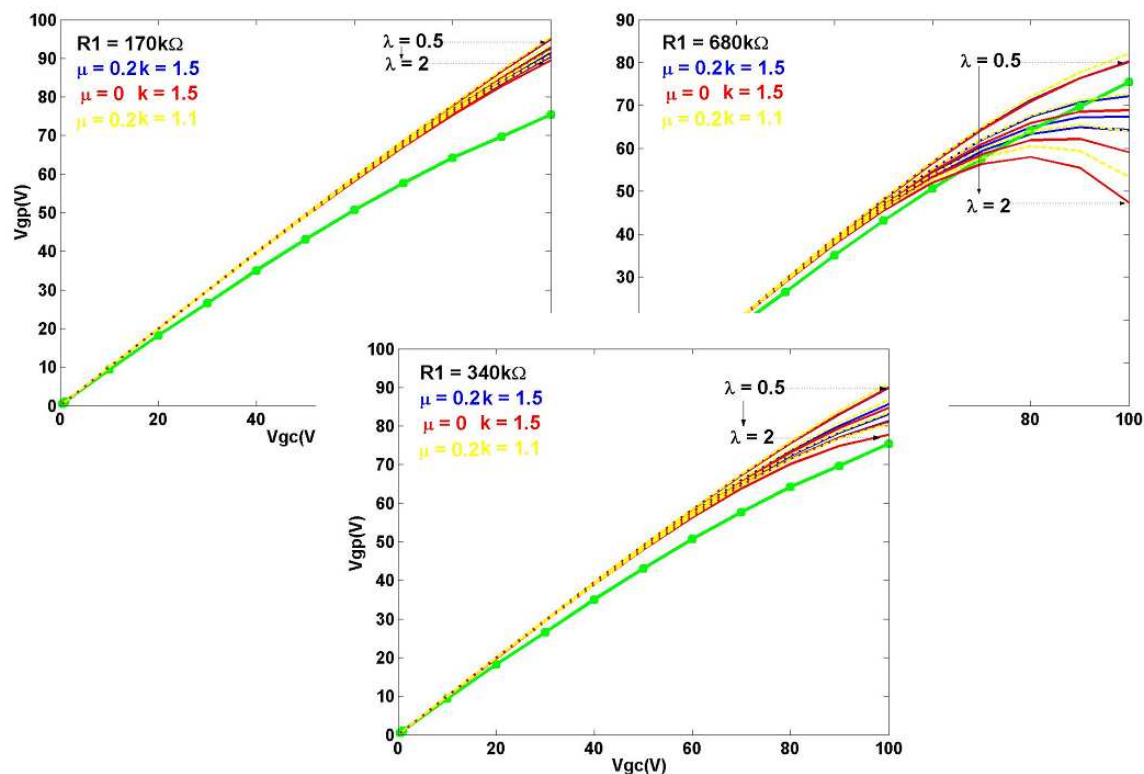 R1 = 170kΩ
μ = 0.2k = 1.5
μ = 0 k = 1.5
μ = 0.2k = 1.1
λ = 0.5
λ = 2
100
90
80
70
60
50
40
30
20
10
0
Vgp(V)
0
20
40
Vgc(V
R1 = 680kΩ
μ = 0.2k = 1.5
μ = 0 k = 1.5
μ = 0.2k = 1.1
λ = 0.5
λ = 2
90
80
70
60
50
40
30
80
100
R1 = 340kΩ
μ = 0.2k = 1.5
μ = 0 k = 1.5
μ = 0.2k = 1.1
λ = 0.5
λ = 2
100
90
80
70
60
50
40
30
20
10
0
Vgp(V)
0
20
40
60
80
100
Vgc(V)